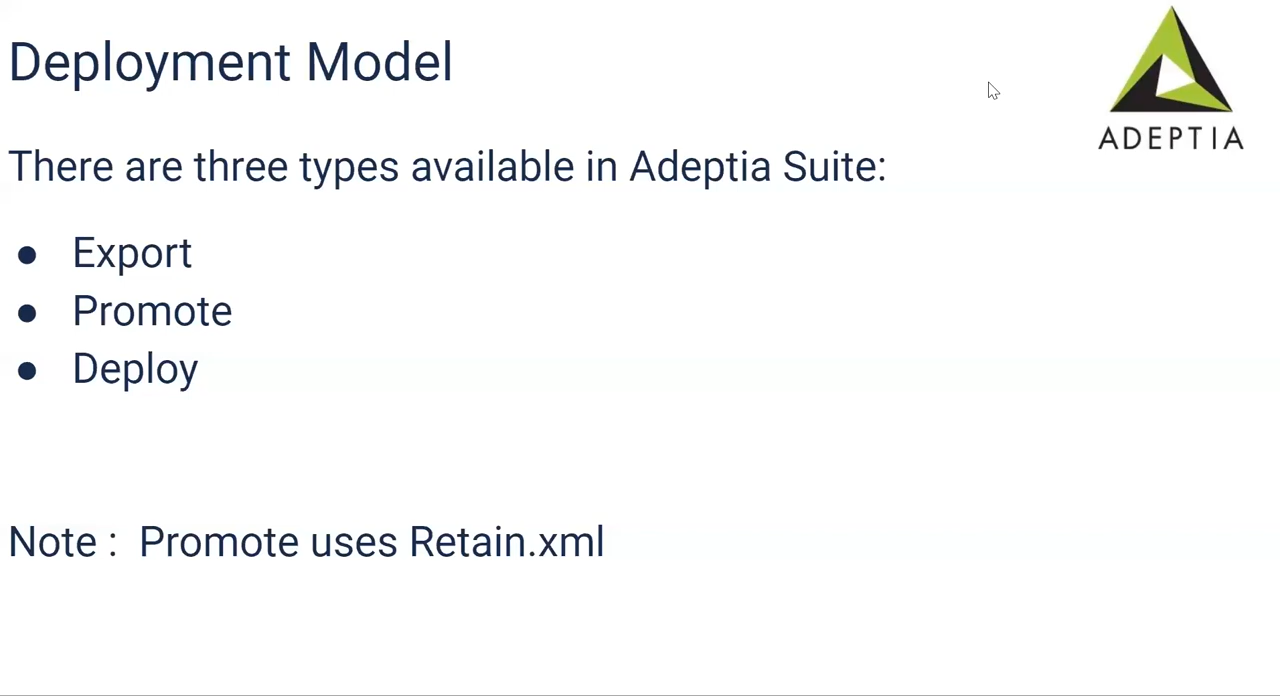 Deployment Model
ADEPTIA
There are three types available in Adeptia Suite:
● Export
● Promote
● Deploy
Note : Promote uses Retain.xml